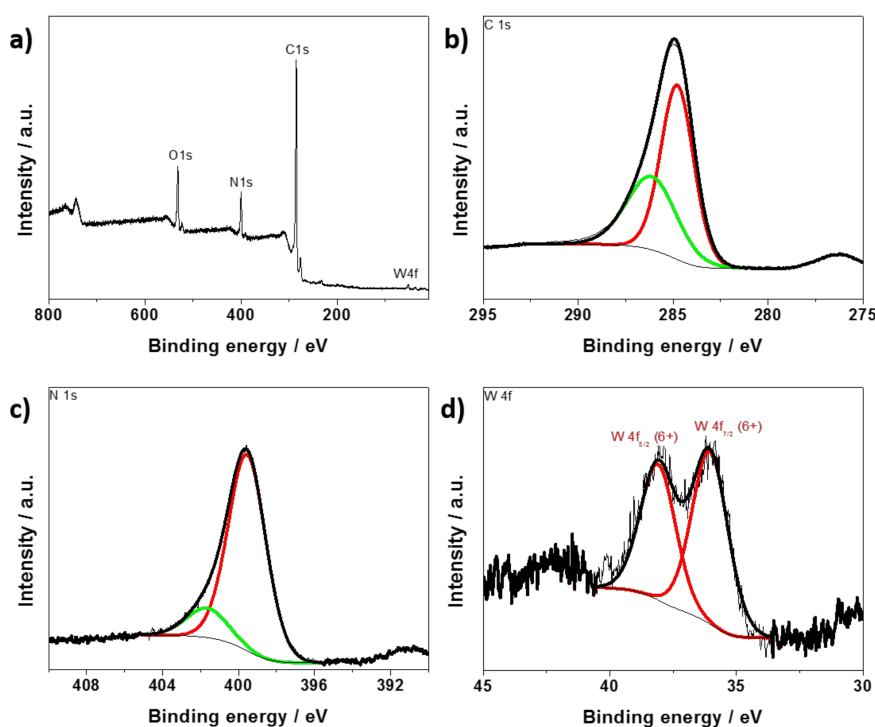 a)
C1s
O1s
N1s
W4f
Intensity / a.u.
800 600 400 200
Binding energy / eV
b)
C 1s
Intensity / a.u.
295 290 285 280 275
Binding energy / eV
c)
N 1s
Intensity / a.u.
408 404 400 396 392
Binding energy / eV
d)
W 4f
W 4f5/2 (6+) W 4f7/2 (6+)
Intensity / a.u.
45 40 35 30
Binding energy / eV